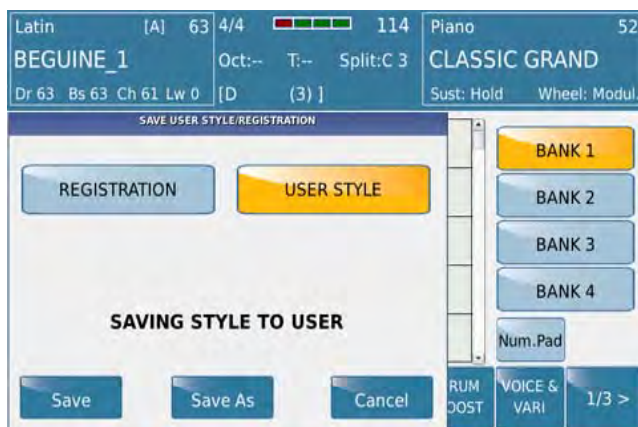 Latin [A] 63 4/4 114 Piano 52
BEGUINE_1 Oct:-- T:-- Split:C 3 CLASSIC GRAND
Dr 63 Bs 63 Ch 61 Lw 0 [D (3) ] Sust: Hold Wheel: Modul.
SAVE USER STYLE/REGISTRATION
REGISTRATION USER STYLE
BANK 1
BANK 2
BANK 3
BANK 4
SAVING STYLE TO USER
Num.Pad
Save Save As Cancel
RUM OOST
VOICE & VARI
1/3 >